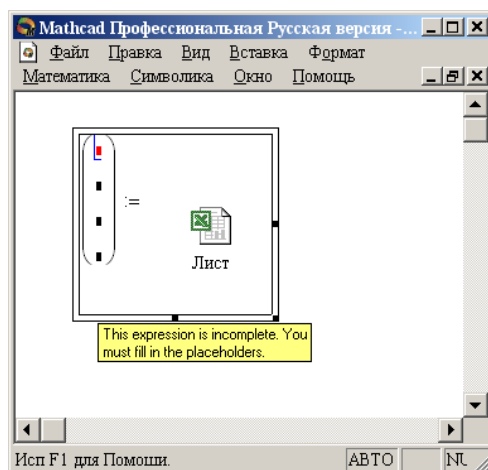 Mathcad Профессиональная Русская версия -...
Файл Правка Вид Вставка Формат
Математика Символика Окно Помощь
:=
Лист
This expression is incomplete. You
must fill in the placeholders.
Исп F1 для Помоши. АВТО NU